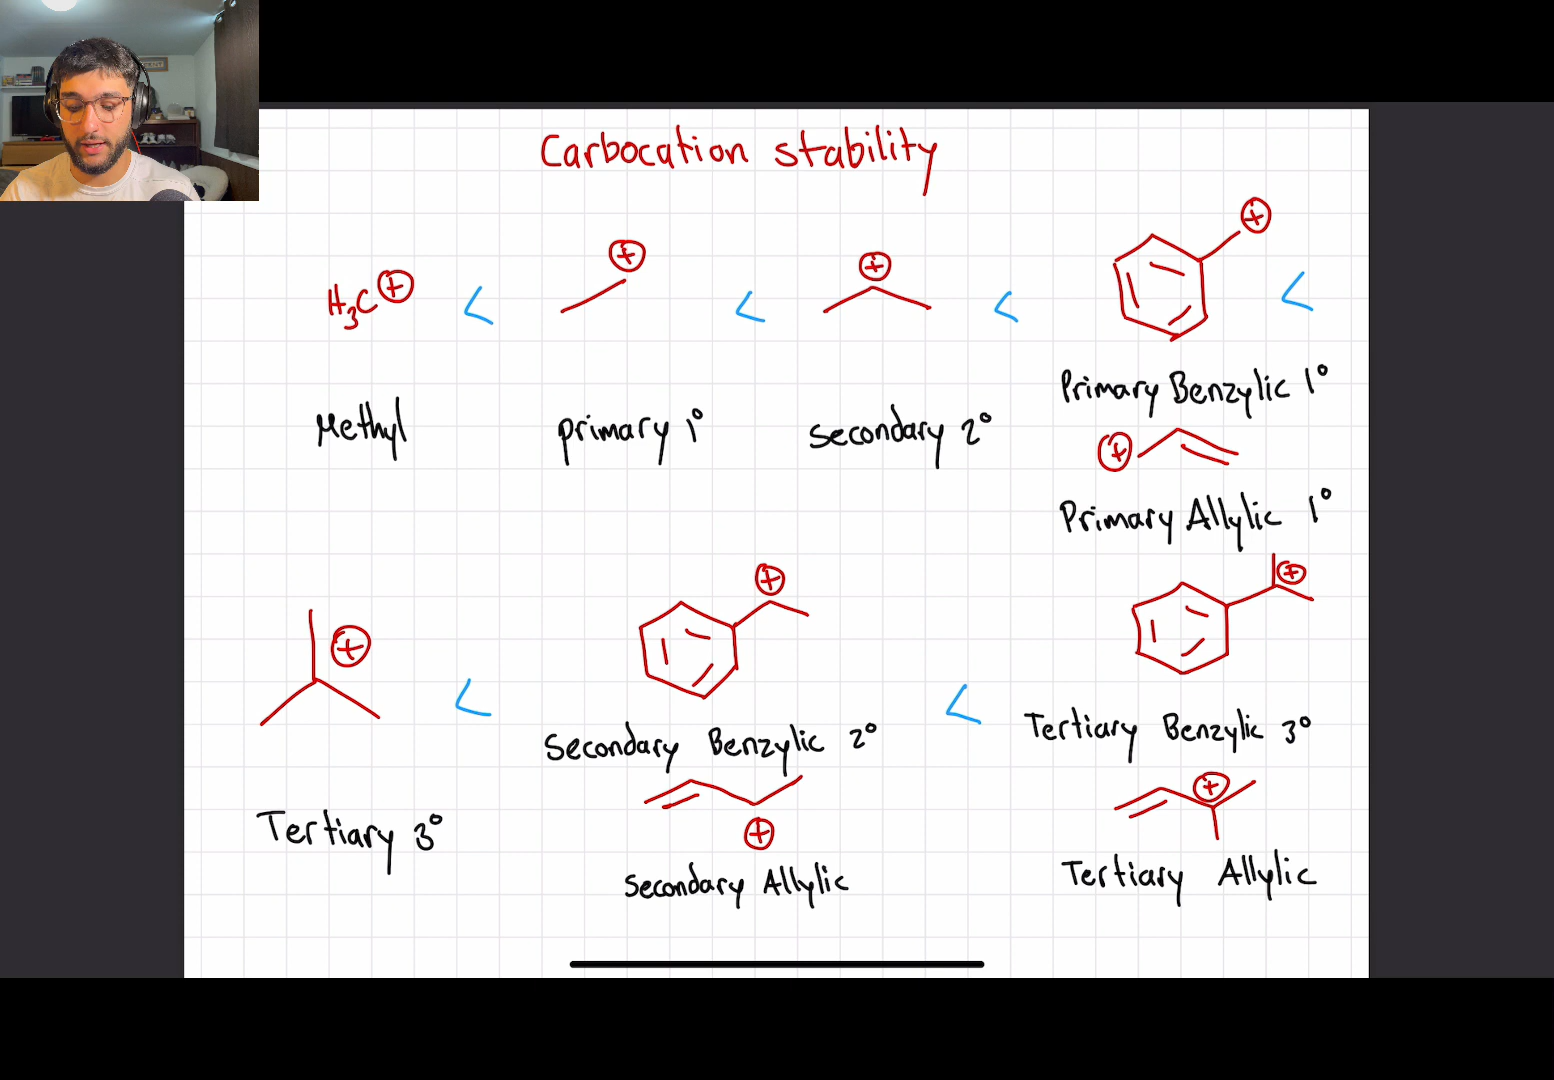 Carbocation stability
H₃C⊕ < ⊕ < ⊕ < ⊕ <
Methyl primary 1° secondary 2° Primary Benzylic 1°
⊕
Primary Allylic 1°
⊕ < ⊕ < ⊕
Tertiary 3° Secondary Benzylic 2° Tertiary Benzylic 3°
⊕ ⊕
Secondary Allylic Tertiary Allylic